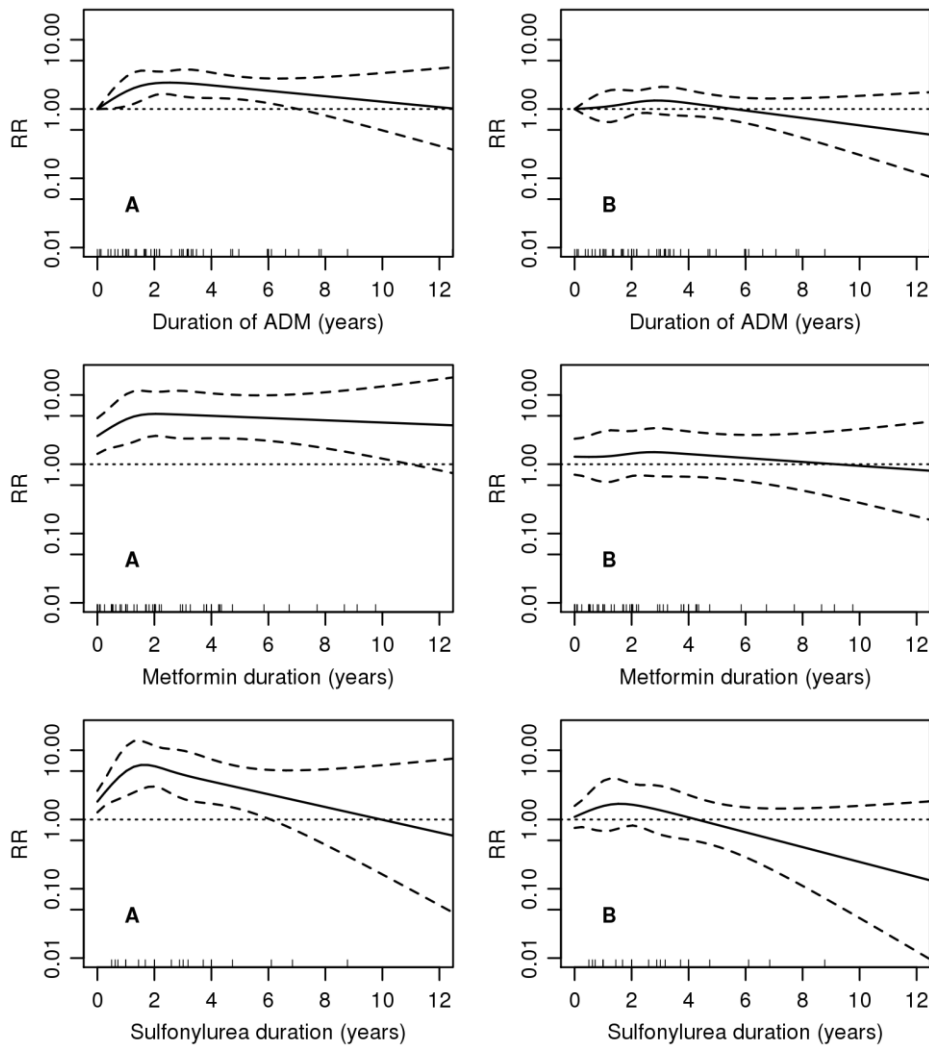 10.00
1.00
0.10
0.01
RR
A
0 2 4 6 8 10 12
Duration of ADM (years)
10.00
1.00
0.10
0.01
RR
B
0 2 4 6 8 10 12
Duration of ADM (years)
10.00
1.00
0.10
0.01
RR
A
0 2 4 6 8 10 12
Metformin duration (years)
10.00
1.00
0.10
0.01
RR
B
0 2 4 6 8 10 12
Metformin duration (years)
10.00
1.00
0.10
0.01
RR
A
0 2 4 6 8 10 12
Sulfonylurea duration (years)
10.00
1.00
0.10
0.01
RR
B
0 2 4 6 8 10 12
Sulfonylurea duration (years)